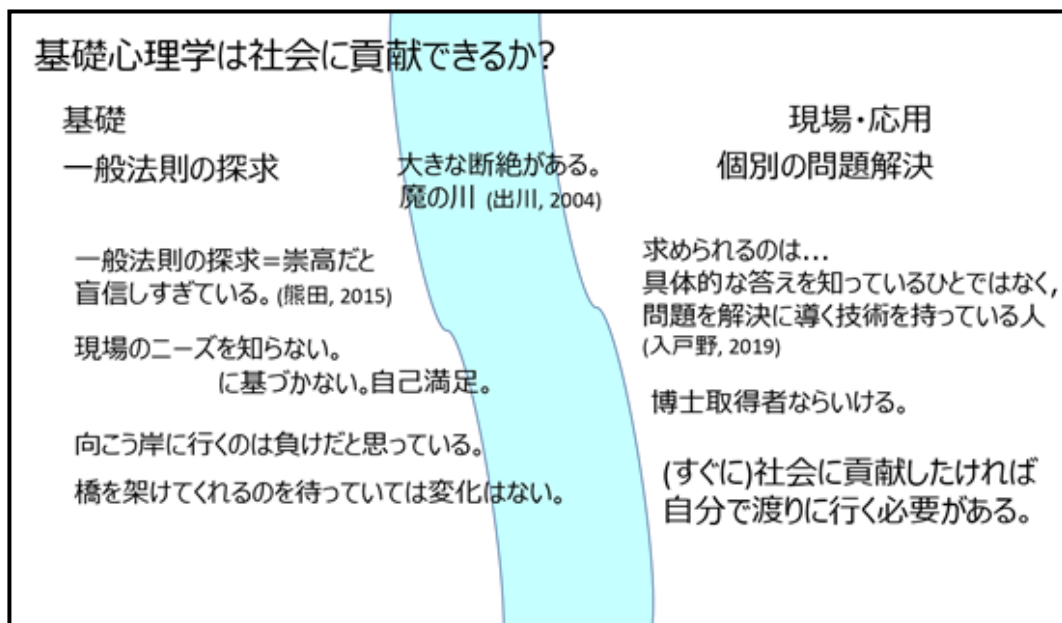 基礎心理学は社会に貢献できるか?
基礎
一般法則の探求
大きな断絶がある。
魔の川 (出川, 2004)
現場・応用
個別の問題解決
一般法則の探求=崇高だと
盲信しすぎている。(熊田, 2015)
現場のニーズを知らない。
に基づかない。自己満足。
向こう岸に行くのは負けだと思っている。
橋を架けてくれるのを待っていては変化はない。
求められるのは…
具体的な答えを知っているひとではなく,
問題を解決に導く技術を持っている人
(入戸野, 2019)
博士取得者ならいける。
(すぐに)社会に貢献したければ
自分で渡りに行く必要がある。